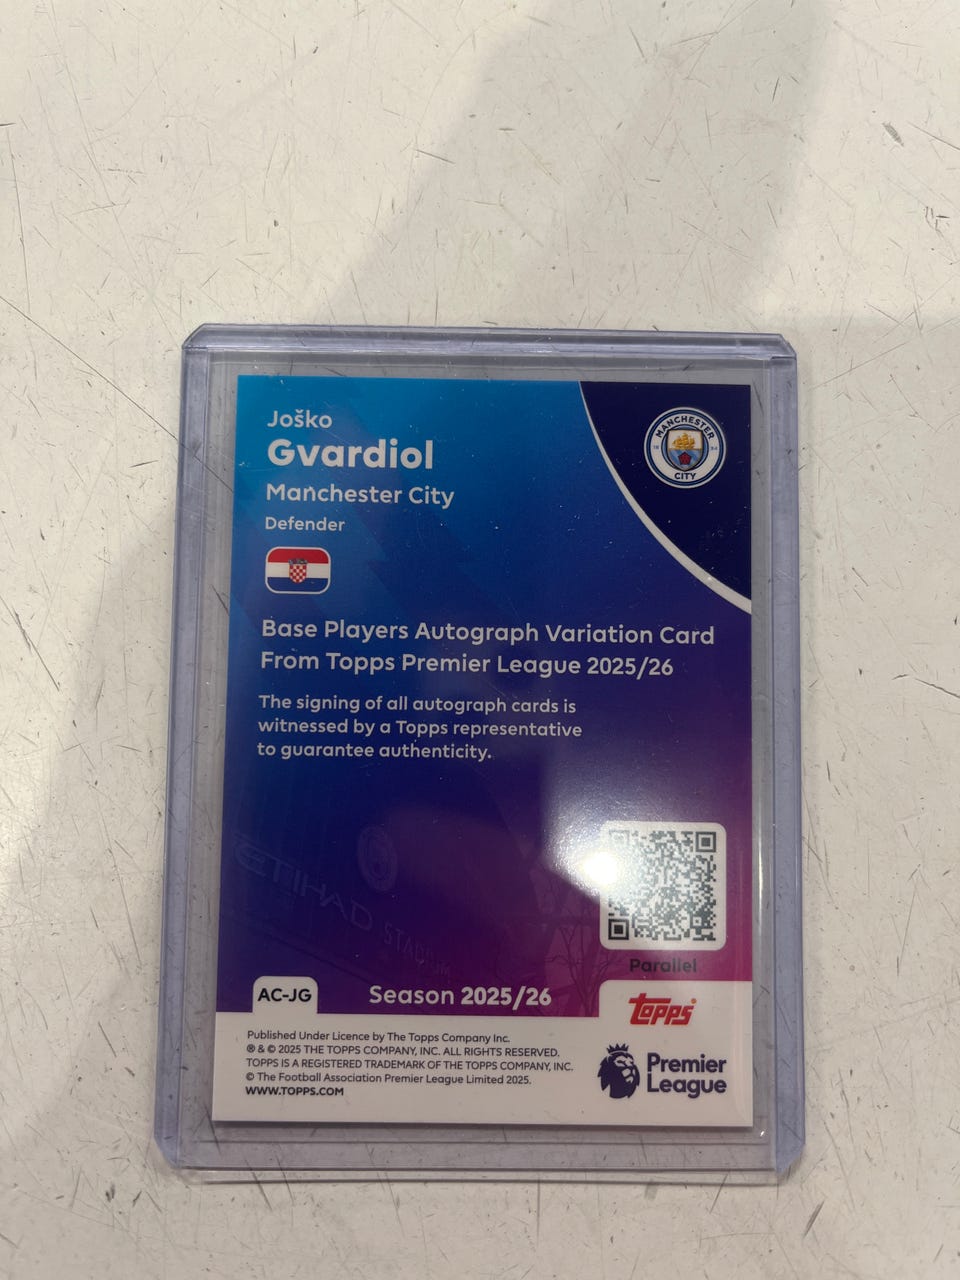 Joško
Gvardiol
Manchester City
Defender
MANCHESTER
18 94
CITY
Base Players Autograph Variation Card
From Topps Premier League 2025/26
The signing of all autograph cards is
witnessed by a Topps representative
to guarantee authenticity.
ETIHAD
STADIUM
Parallel
AC-JG
Season 2025/26
Topps
Published Under Licence by The Topps Company Inc.
® & © 2025 THE TOPPS COMPANY, INC. ALL RIGHTS RESERVED.
TOPPS IS A REGISTERED TRADEMARK OF THE TOPPS COMPANY, INC.
© The Football Association Premier League Limited 2025.
WWW.TOPPS.COM
Premier
League